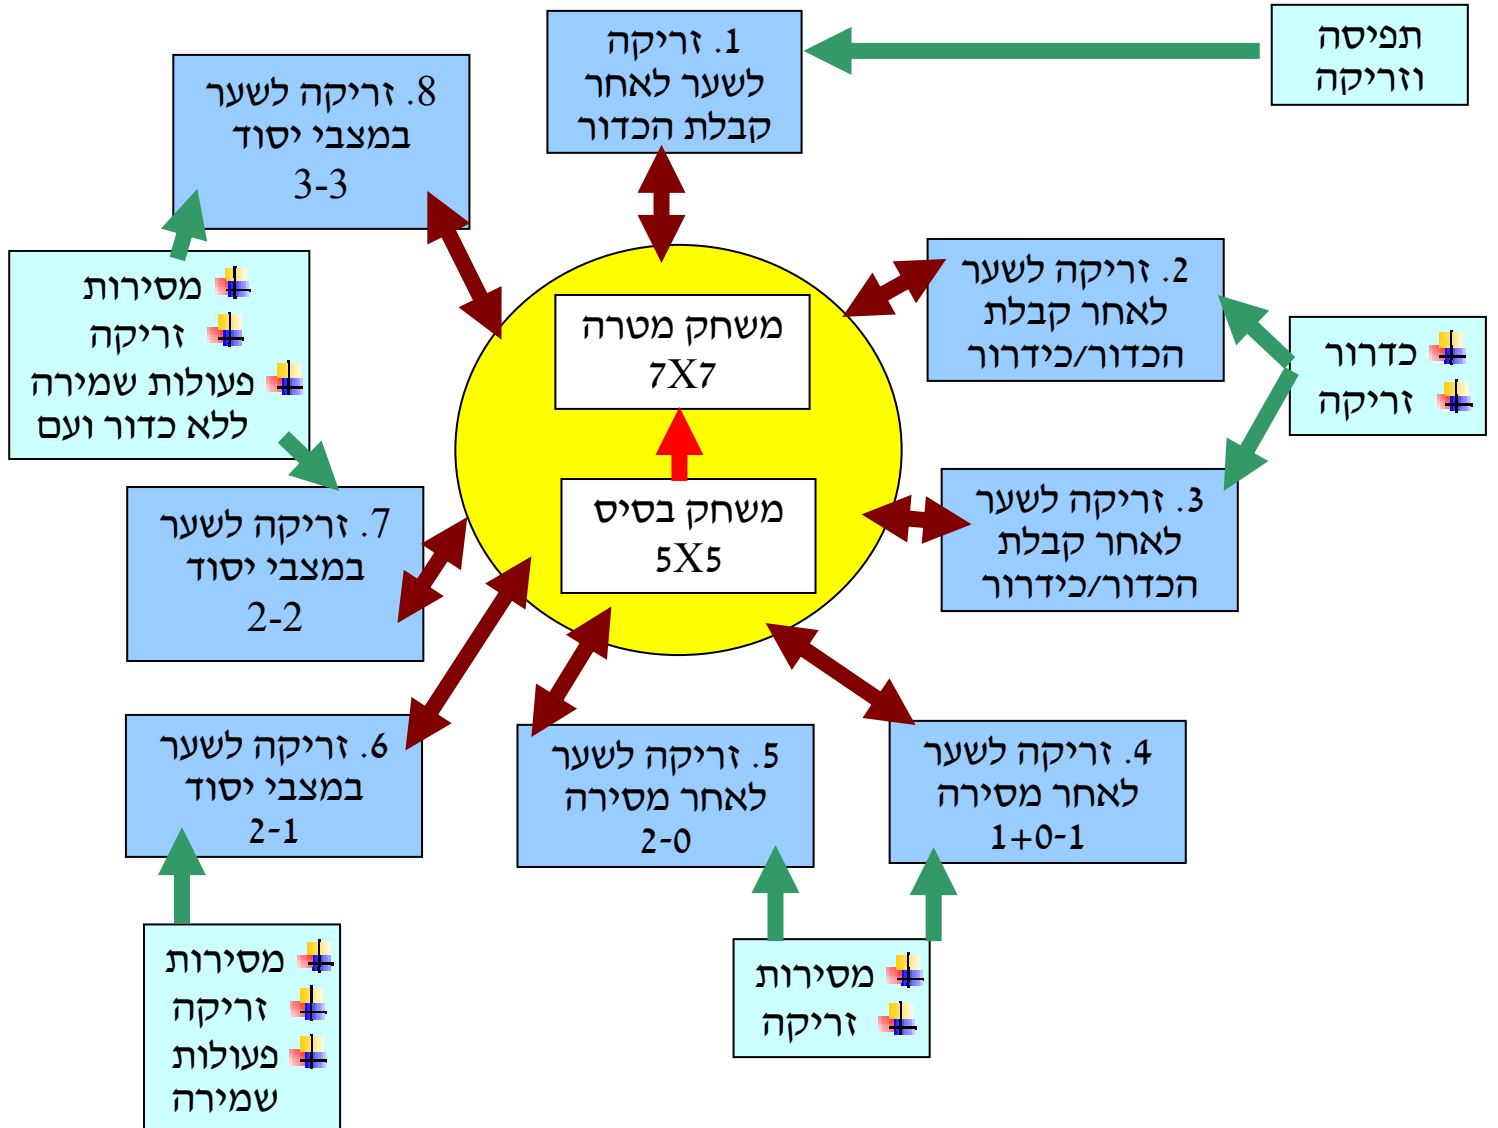 1. זריקה
לשער לאחר
קבלת הכדור
תפיסה
וזריקה
8. זריקה לשער
במצבי יסוד
3-3
2. זריקה לשער
לאחר קבלת
הכדור/כידרור
מסירות
זריקה
פעולות שמירה
ללא כדור ועם
משחק מטרה
7X7
כדרור
זריקה
משחק בסיס
5X5
3. זריקה לשער
לאחר קבלת
הכדור/כידרור
7. זריקה לשער
במצבי יסוד
2-2
6. זריקה לשער
במצבי יסוד
2-1
5. זריקה לשער
לאחר מסירה
2-0
4. זריקה לשער
לאחר מסירה
1+0-1
מסירות
זריקה
פעולות
שמירה
מסירות
זריקה